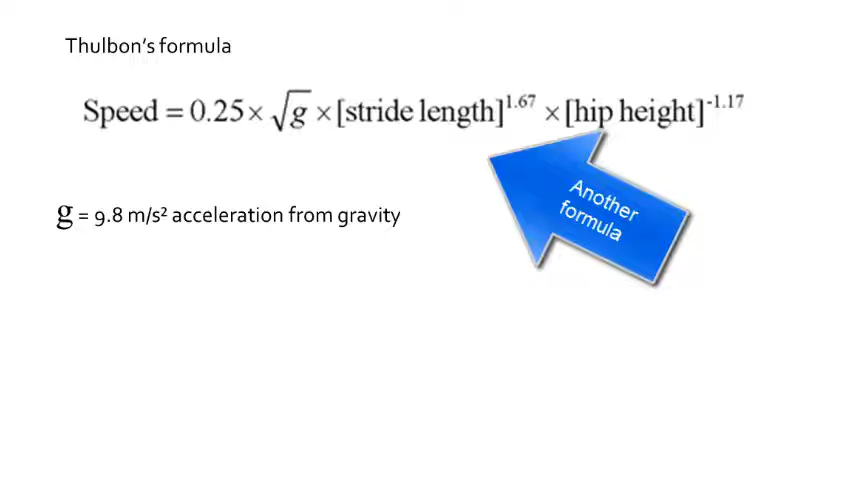 Thulbon's formula
Speed = 0.25 × √g × [stride length]^1.67 × [hip height]^-1.17
Another
formula
g = 9.8 m/s² acceleration from gravity